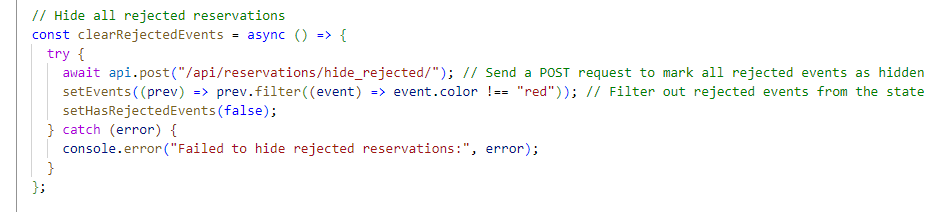 // Hide all rejected reservations
const clearRejectedEvents = async () => {
  try {
    await api.post("/api/reservations/hide_rejected/"); // Send a POST request to mark all rejected events as hidden
    setEvents((prev) => prev.filter((event) => event.color !== "red")); // Filter out rejected events from the state
    setHasRejectedEvents(false);
  } catch (error) {
    console.error("Failed to hide rejected reservations:", error);
  }
};